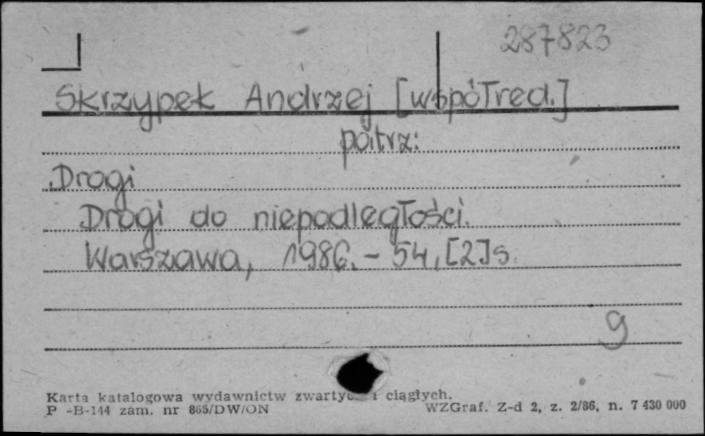 287823
Skrzypek Andrzej [współred.]
patrz:
Drogi
Drogi do niepodległości.
Warszawa, 1986. – 54, [2] s.
9
Karta katalogowa wydawnictw zwartych i ciągłych.
P -B-144 zam. nr 865/DW/ON WZGraf. Z-d 2, z. 2/86, n. 7 430 000